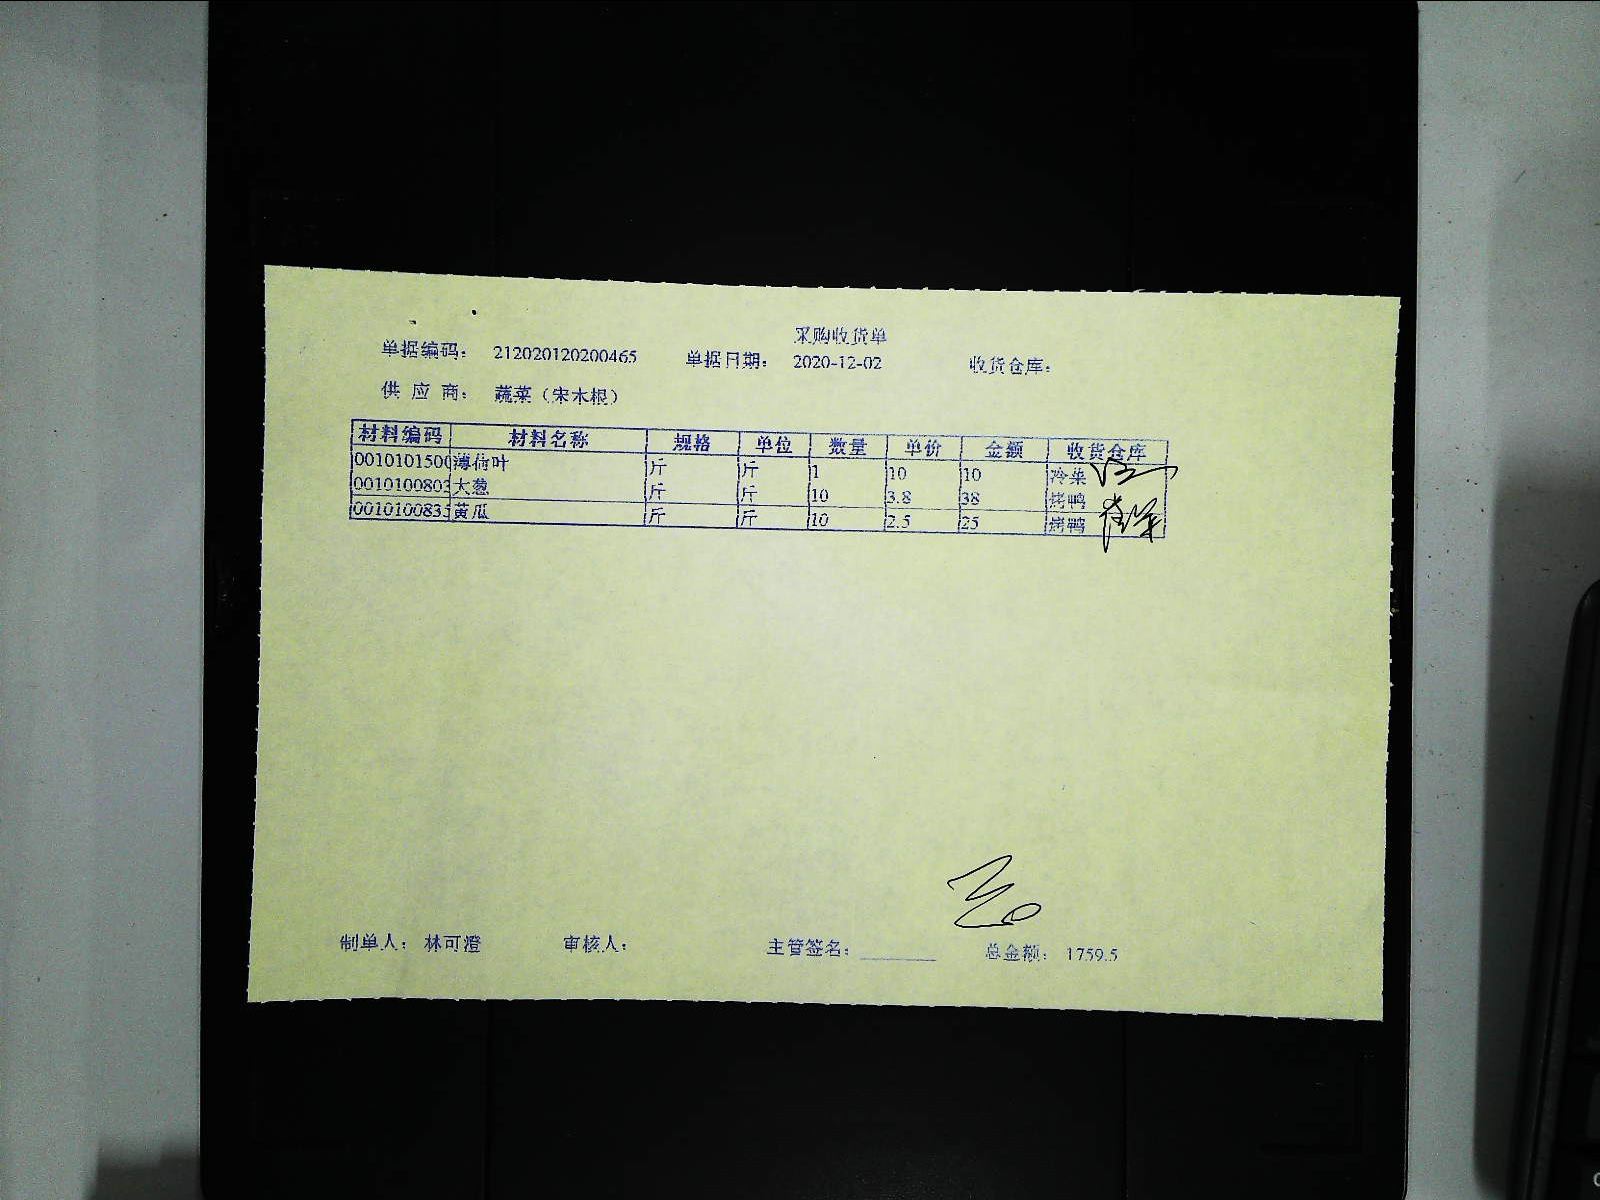 采购收货单
单据编码： 212020120200465 单据日期： 2020-12-02 收货仓库：
供 应 商： 蔬菜（宋木根）
材料编码 材料名称 规格 单位 数量 单价 金额 收货仓库
0010101500 薄荷叶 斤 斤 1 10 10 冷菜
001010080 大葱 斤 斤 10 3.8 38 烤鸭
001010083 黄瓜 斤 斤 10 2.5 25 烤鸭
制单人： 林可澄 审核人： 主管签名： 总金额： 1759.5